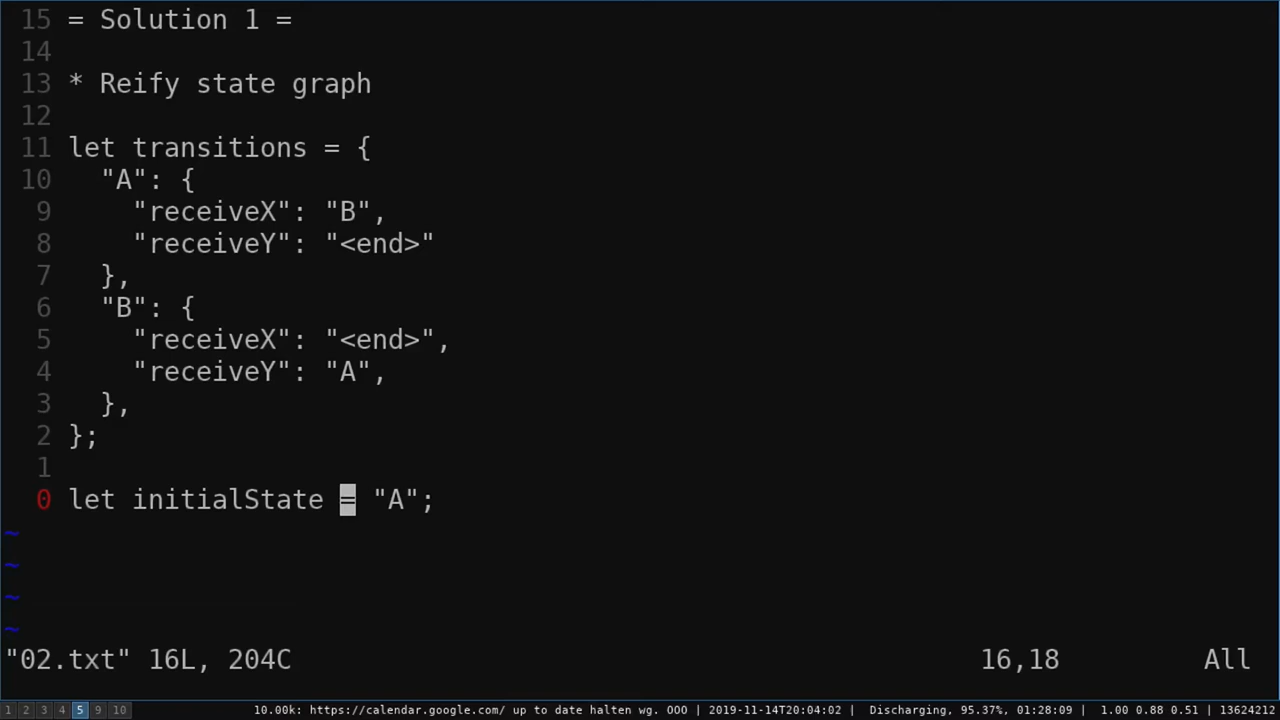 15 = Solution 1 =
14
13 * Reify state graph
12
11 let transitions = {
10   "A": {
9     "receiveX": "B",
8     "receiveY": "<end>"
7   },
6   "B": {
5     "receiveX": "<end>",
4     "receiveY": "A",
3   },
2 };
1
0 let initialState = "A";
~
~
~
~
"02.txt" 16L, 204C 16,18 All
1 2 3 4 5 9 10 10.00k: https://calendar.google.com/ up to date halten wg. OOO | 2019-11-14T20:04:02 | Discharging, 95.37%, 01:28:09 | 1.00 0.88 0.51 | 13624212